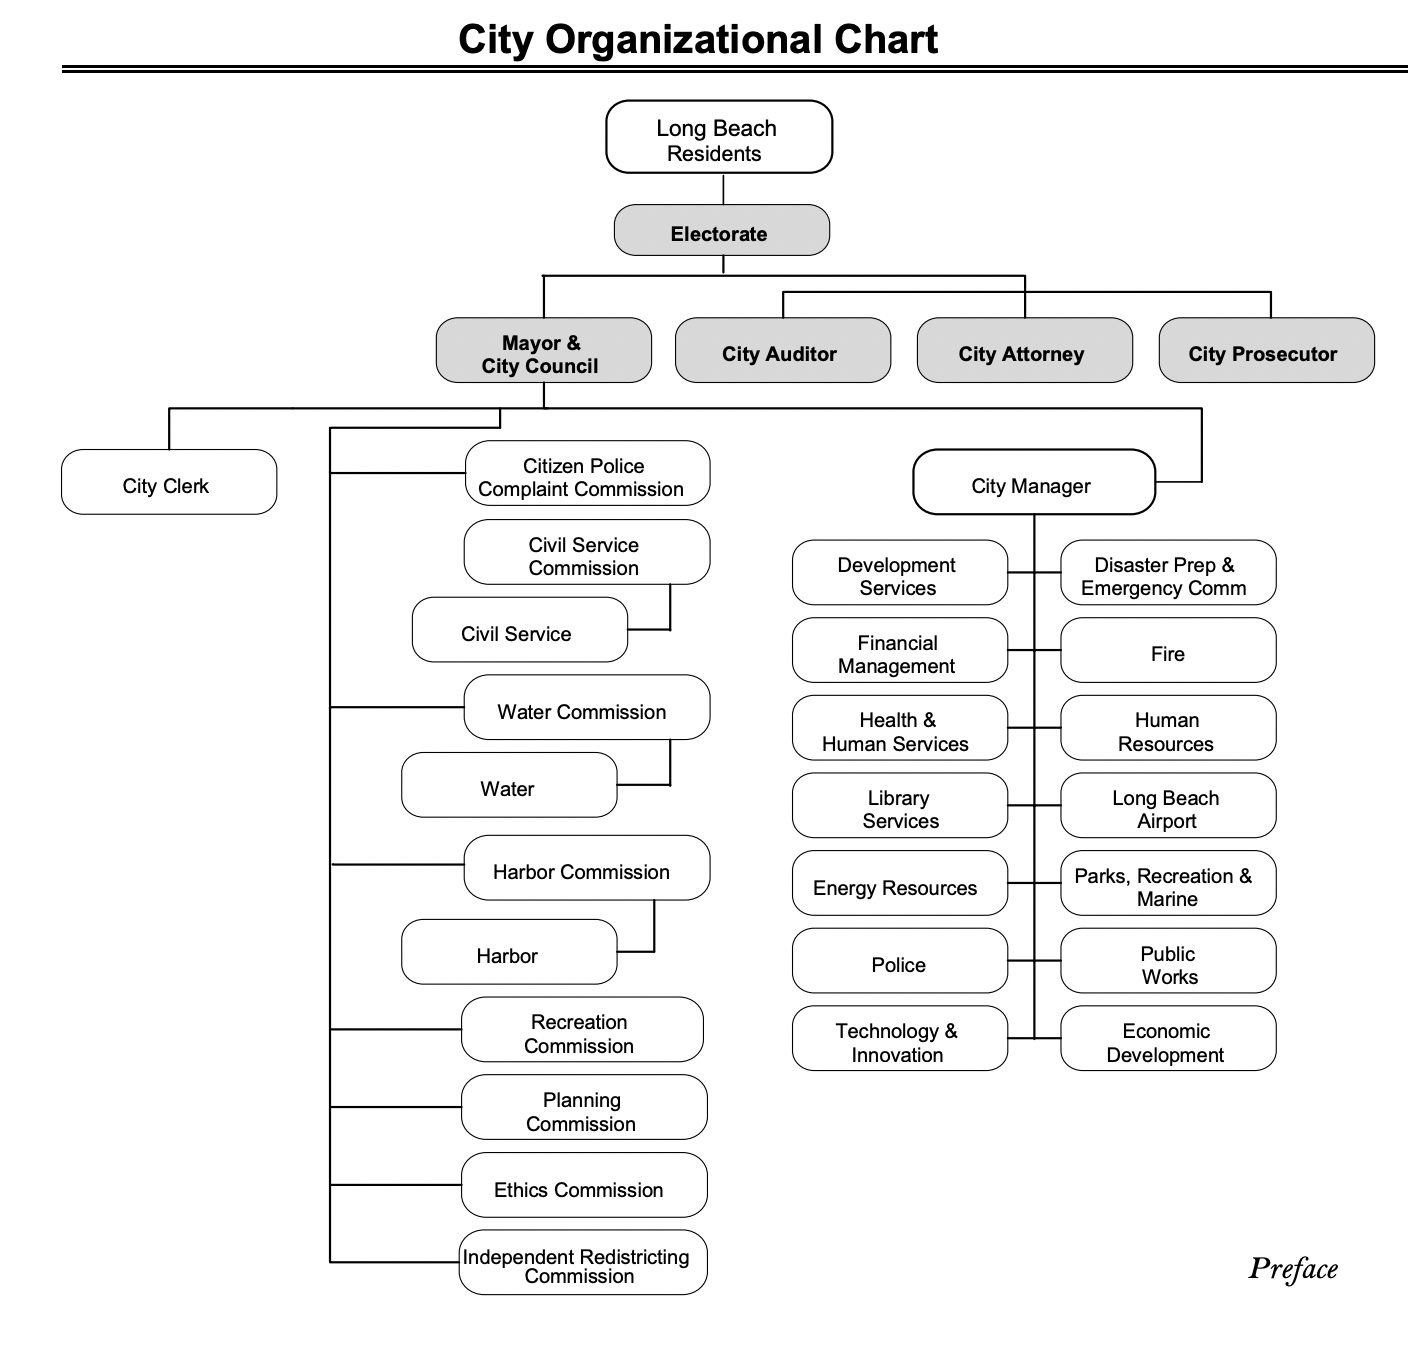 City Organizational Chart
Long Beach
Residents
Electorate
Mayor &
City Council
City Auditor
City Attorney
City Prosecutor
City Clerk
Citizen Police
Complaint Commission
Civil Service
Commission
Civil Service
Water Commission
Water
Harbor Commission
Harbor
Recreation
Commission
Planning
Commission
Ethics Commission
Independent Redistricting
Commission
City Manager
Development
Services
Disaster Prep &
Emergency Comm
Financial
Management
Fire
Health &
Human Services
Human
Resources
Library
Services
Long Beach
Airport
Energy Resources
Parks, Recreation &
Marine
Police
Public
Works
Technology &
Innovation
Economic
Development
Preface